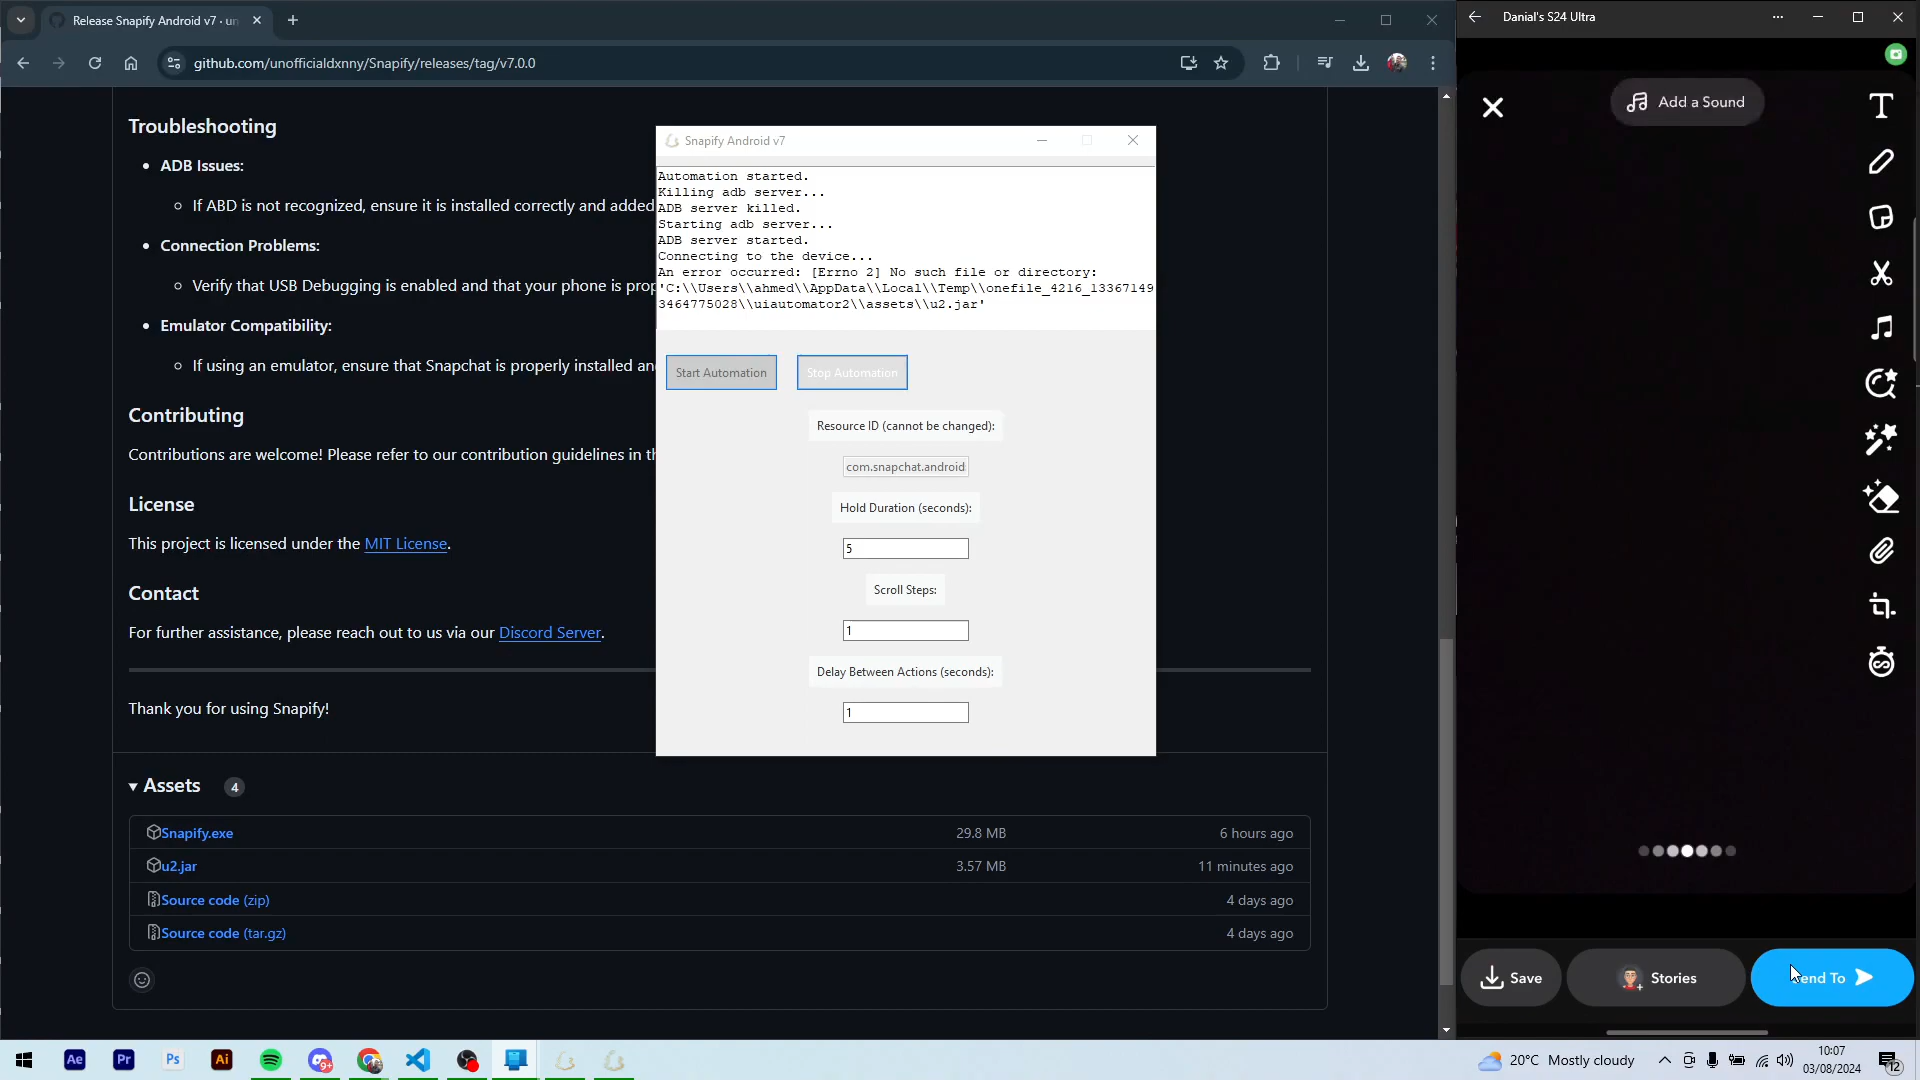 Release Snapify Android v7 · un
github.com/unofficialdxnny/Snapify/releases/tag/v7.0.0
Troubleshooting
ADB Issues:
If ABD is not recognized, ensure it is installed correctly and added
Connection Problems:
Verify that USB Debugging is enabled and that your phone is prop
Emulator Compatibility:
If using an emulator, ensure that Snapchat is properly installed an
Contributing
Contributions are welcome! Please refer to our contribution guidelines in th
License
This project is licensed under the MIT License.
Contact
For further assistance, please reach out to us via our Discord Server.
Thank you for using Snapify!
Assets 4
Snapify.exe 29.8 MB 6 hours ago
u2.jar 3.57 MB 11 minutes ago
Source code (zip) 4 days ago
Source code (tar.gz) 4 days ago
Snapify Android v7
Automation started.
Killing adb server...
ADB server killed.
Starting adb server...
ADB server started.
Connecting to the device...
An error occurred: [Errno 2] No such file or directory:
'C:\\Users\\ahmed\\AppData\\Local\\Temp\\onefile_4216_13367149
3464775028\\uiautomator2\\assets\\u2.jar'
Start Automation Stop Automation
Resource ID (cannot be changed):
com.snapchat.android
Hold Duration (seconds):
5
Scroll Steps:
1
Delay Between Actions (seconds):
1
Danial's S24 Ultra
Add a Sound
T
Save Stories end To
Ae Pr Ps Ai 9+
20°C Mostly cloudy
10:07
03/08/2024
12